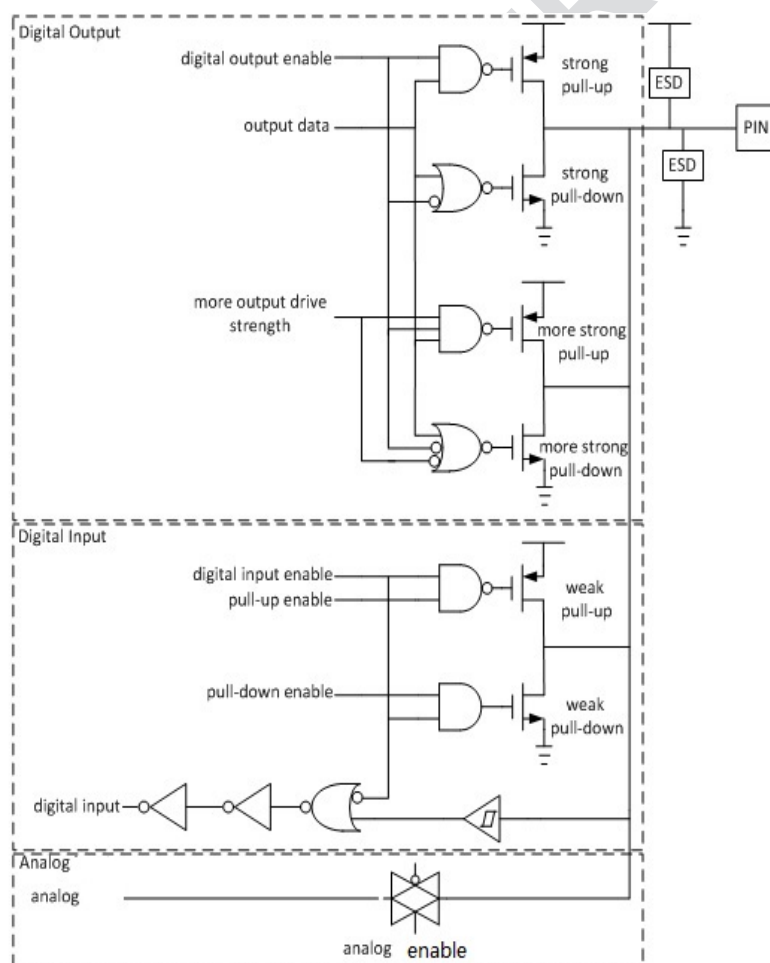 Digital Output
digital output enable
strong
pull-up
ESD
output data
PIN
ESD
strong
pull-down
more output drive
strength
more strong
pull-up
more strong
pull-down
Digital Input
digital input enable
pull-up enable
weak
pull-up
pull-down enable
weak
pull-down
digital input
Analog
analog
analog enable